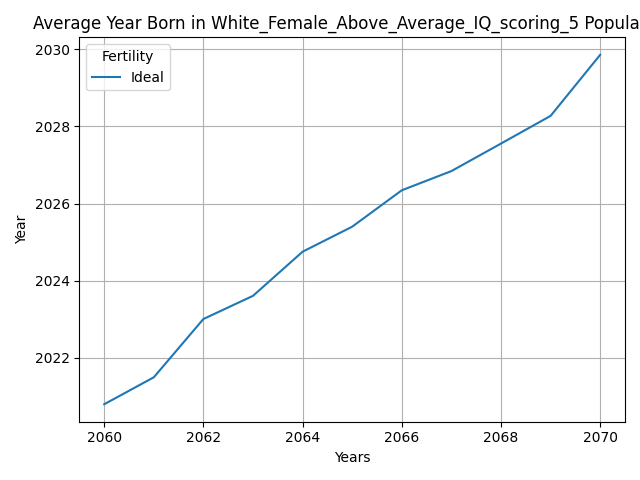 Average Year Born in White_Female_Above_Average_IQ_scoring_5 Popula
Fertility
Ideal
2030
2028
2026
2024
2022
Year
2060 2062 2064 2066 2068 2070
Years